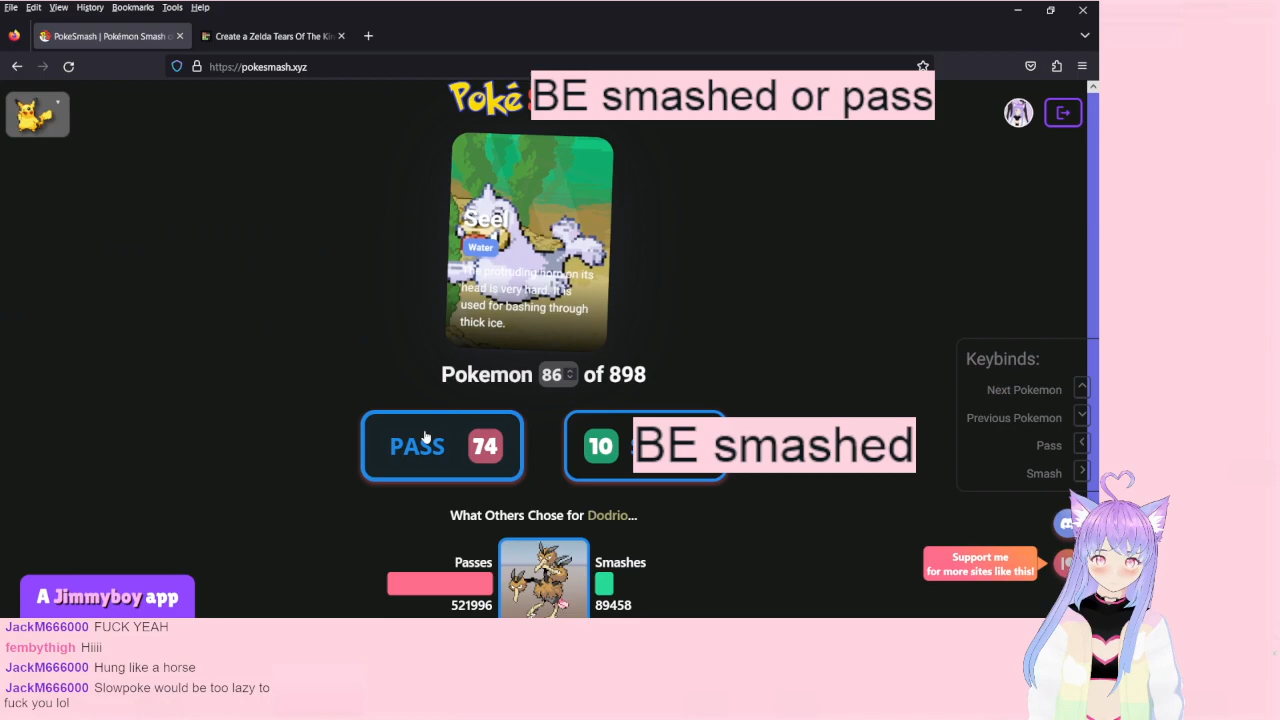 File Edit View History Bookmarks Tools Help
PokeSmash | Pokémon Smash o
Create a Zelda Tears Of The Kin
https://pokesmash.xyz
Poké BE smashed or pass
Seel
Water
The protruding horn on its
head is very hard. It is
used for bashing through
thick ice.
Pokemon 86 of 898
PASS 74
10 BE smashed
Keybinds:
Next Pokemon
Previous Pokemon
Pass
Smash
What Others Chose for Dodrio...
Passes
521996
Smashes
89458
Support me
for more sites like this!
A Jimmyboy app
JackM666000 FUCK YEAH
fembythigh Hiiii
JackM666000 Hung like a horse
JackM666000 Slowpoke would be too lazy to
fuck you lol